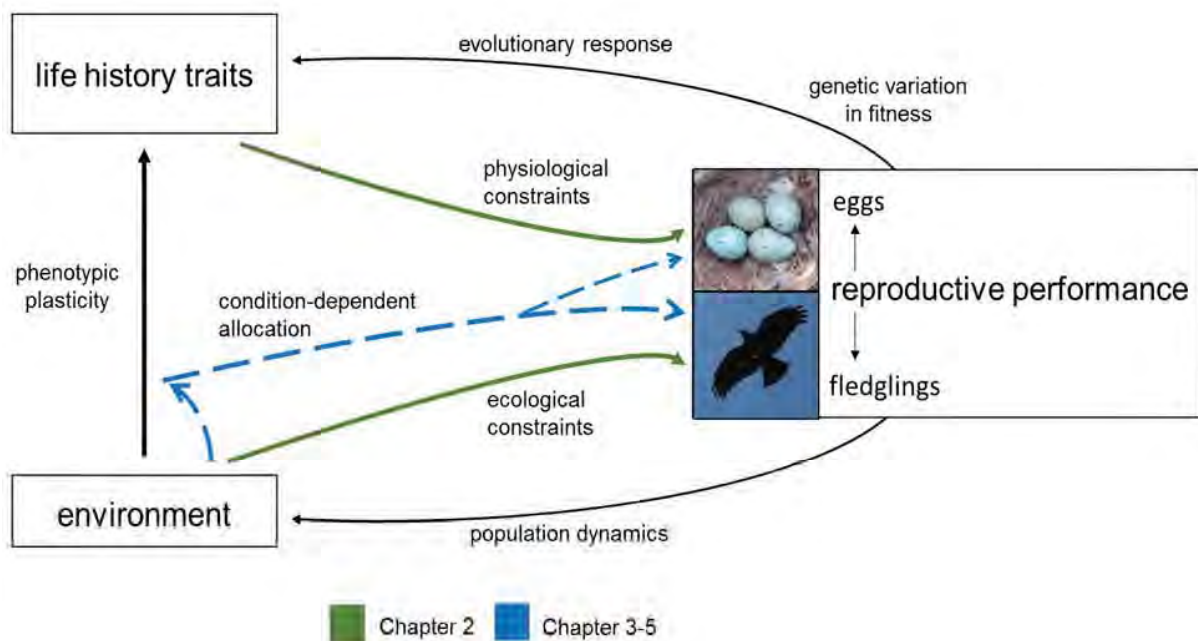 evolutionary response
life history traits
genetic variation
in fitness
physiological
constraints
eggs
phenotypic
plasticity
condition-dependent
allocation
reproductive performance
fledglings
ecological
constraints
environment
population dynamics
Chapter 2
Chapter 3-5